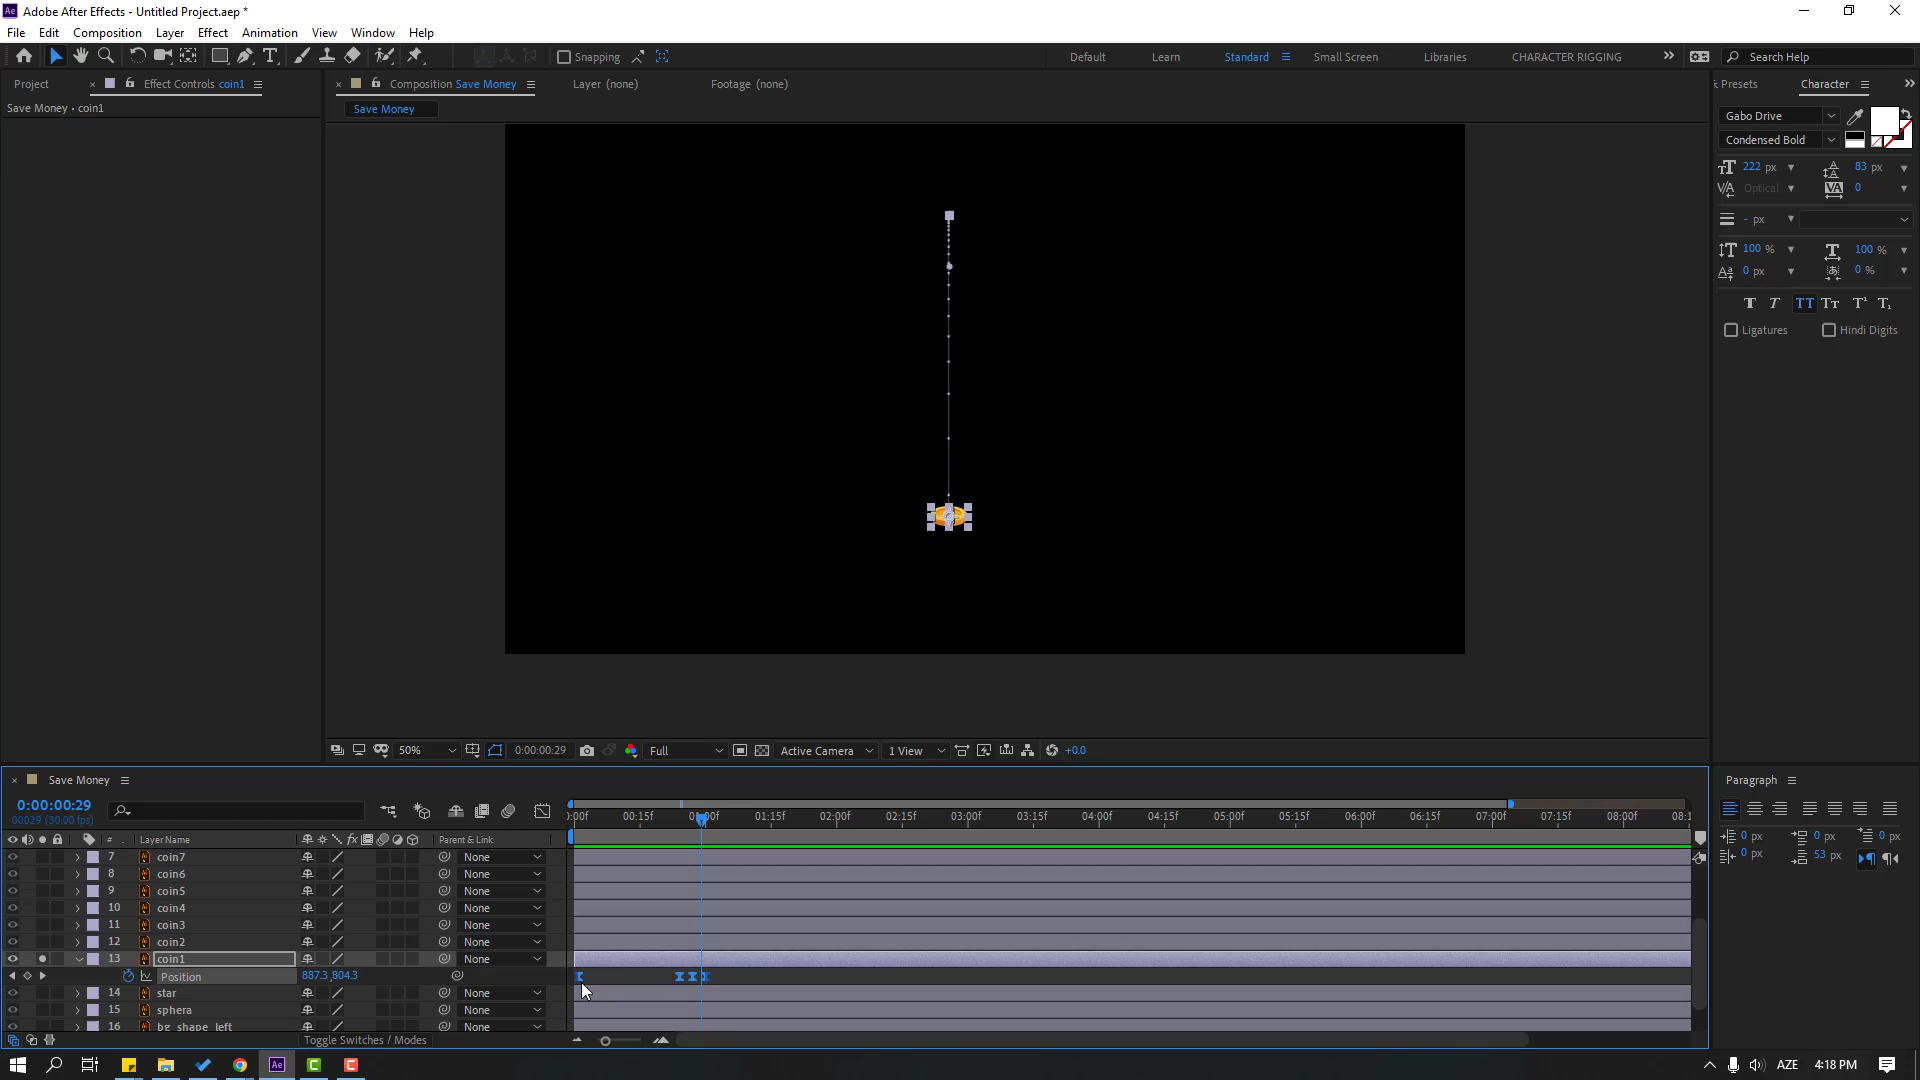 Adobe After Effects - Untitled Project.aep *
File Edit Composition Layer Effect Animation View Window Help
Snapping Default Learn Standard Small Screen Libraries CHARACTER RIGGING Search Help
Project Effect Controls coin1
Save Money • coin1
Composition Save Money Layer (none) Footage (none)
Save Money
Presets Character
Gabo Drive
Condensed Bold
222 px 83 px
Optical 0
- px
100 % 100 %
0 px 0 %
Ligatures Hindi Digits
50% 0:00:00:29 Full Active Camera 1 View +0.0
Save Money
0:00:00:29
00029 (30.00 fps)
00:15f 01:00f 01:15f 02:00f 02:15f 03:00f 03:15f 04:00f 04:15f 05:00f 05:15f 06:00f 06:15f 07:00f 07:15f 08:00f
# Layer Name Parent & Link
7 coin7 None
8 coin6 None
9 coin5 None
10 coin4 None
11 coin3 None
12 coin2 None
13 coin1 None
Position 887.3,804.3
14 star None
15 sphera None
16 bg_shape_left None
Toggle Switches / Modes
Paragraph
0 px 0 px 0 px
0 px 53 px
AZE 4:18 PM